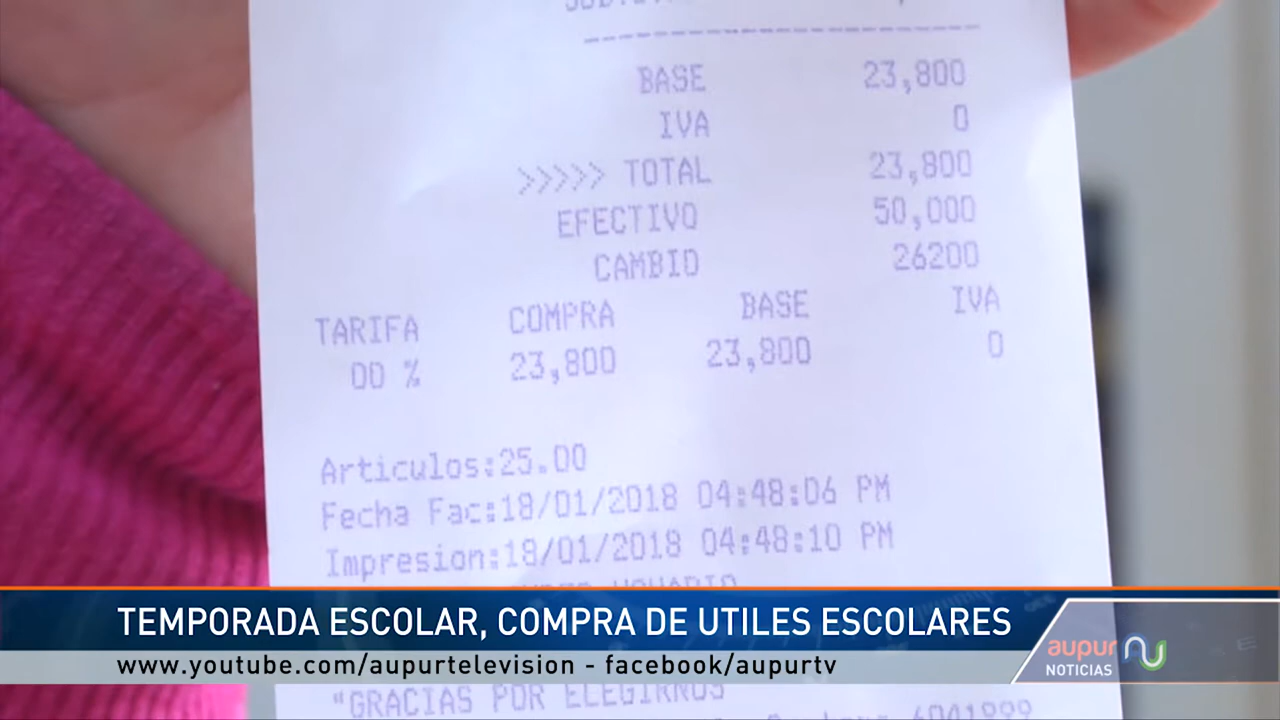 BASE 23,800
IVA 0
>>>>> TOTAL 23,800
EFECTIVO 50,000
CAMBIO 26200
TARIFA COMPRA BASE IVA
00 % 23,800 23,800 0
Articulos:25.00
Fecha Fac:18/01/2018 04:48:06 PM
Impresion:18/01/2018 04:48:10 PM
TEMPORADA ESCOLAR, COMPRA DE UTILES ESCOLARES
www.youtube.com/aupurtelevision - facebook/aupurtv
aupur
NOTICIAS
"GRACIAS POR ELEGIRNOS
6041899